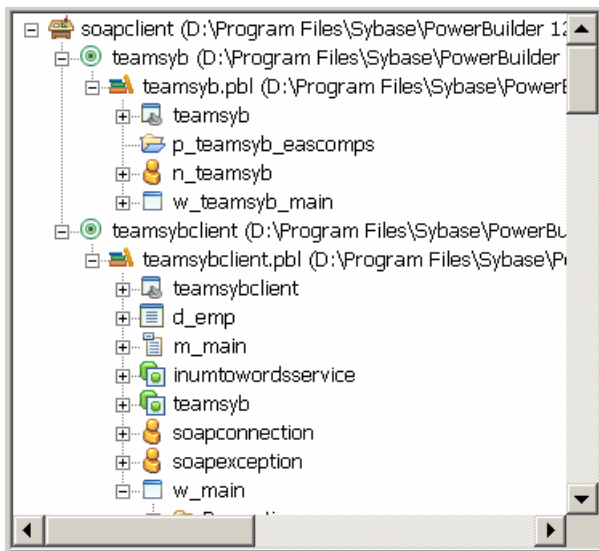 soapclient (D:\Program Files\Sybase\PowerBuilder 12
teamsyb (D:\Program Files\Sybase\PowerBuilder
teamsyb.pbl (D:\Program Files\Sybase\PowerB
teamsyb
p_teamsyb_eascomps
n_teamsyb
w_teamsyb_main
teamsybclient (D:\Program Files\Sybase\PowerBu
teamsybclient.pbl (D:\Program Files\Sybase\P
teamsybclient
d_emp
m_main
inumtowordsservice
teamsyb
soapconnection
soapexception
w_main